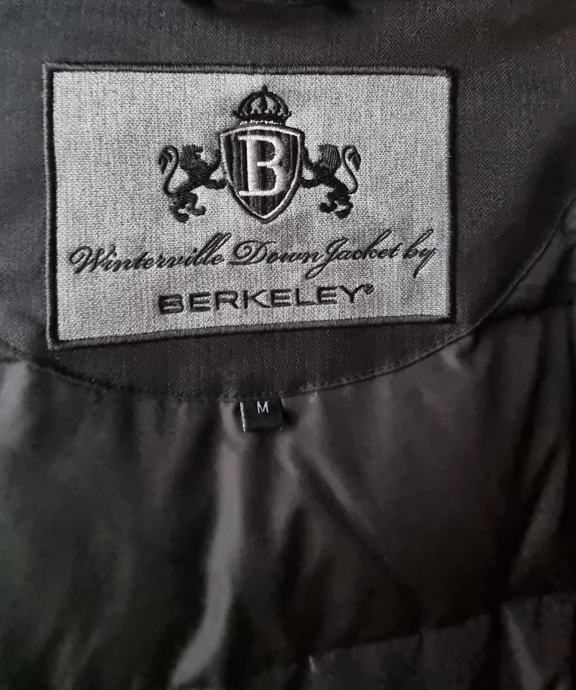 B
Winterville Down Jacket by
BERKELEY®
M